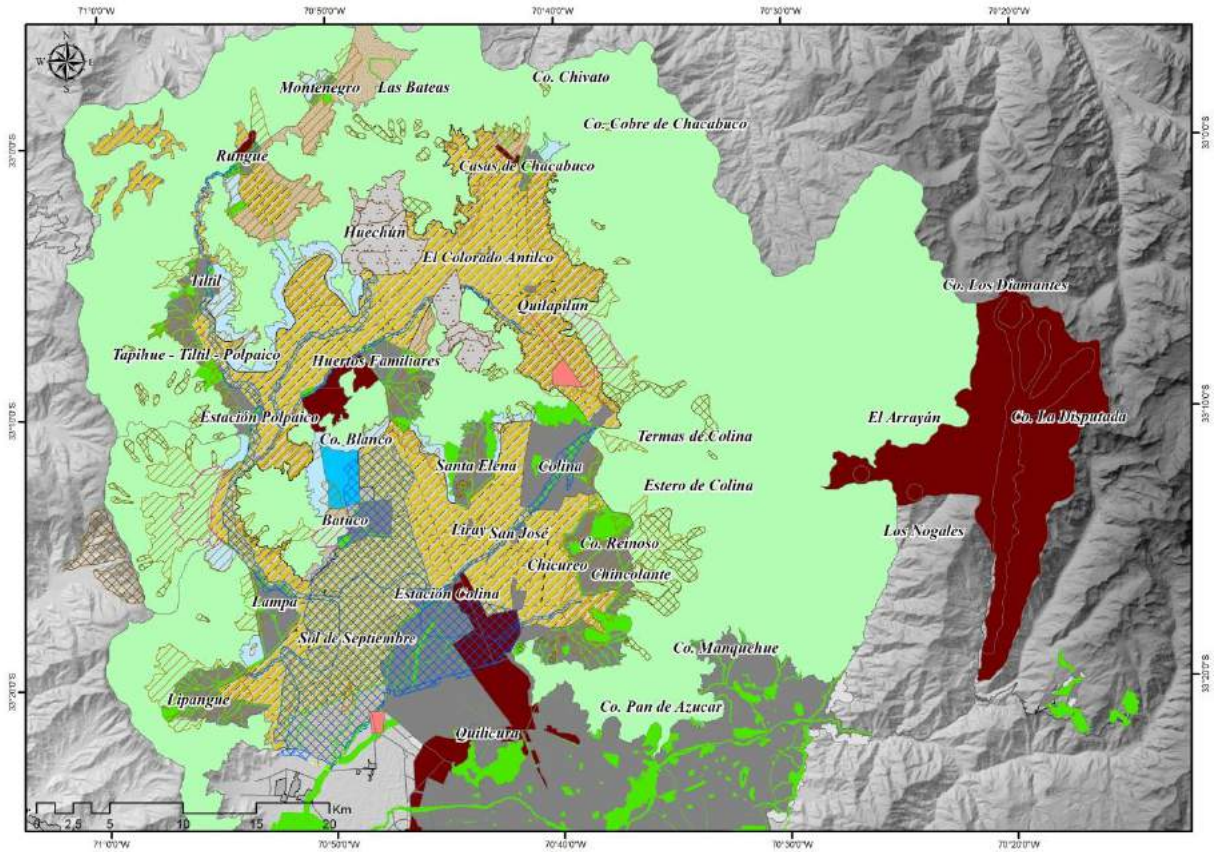 71°0'0"W 70°50'0"W 70°40'0"W 70°30'0"W 70°20'0"W
N
W E
S
33°0'0"S 33°0'0"S
33°10'0"S 33°10'0"S
33°20'0"S 33°20'0"S
Co. Chivato
Montenegro Las Bateas
Co. Cobre de Chacabuco
Rungue
Casas de Chacabuco
Huechún
El Colorado Antilco
Tiltil
Co. Los Diamantes
Quilapilun
Tapihue - Tiltil - Polpaico
Huertos Familiares
Estación Polpaico
El Arrayán Co. La Disputada
Co. Blanco
Termas de Colina
Santa Elena Colina
Estero de Colina
Batuco
Liray San José
Los Nogales
Co. Reinoso
Chicureo
Chincolante
Estación Colina
Lampa
Sol de Septiembre
Co. Manquehue
Lipangue
Co. Pan de Azucar
Quilicura
0 2,5 5 10 15 20 Km
71°0'0"W 70°50'0"W 70°40'0"W 70°30'0"W 70°20'0"W